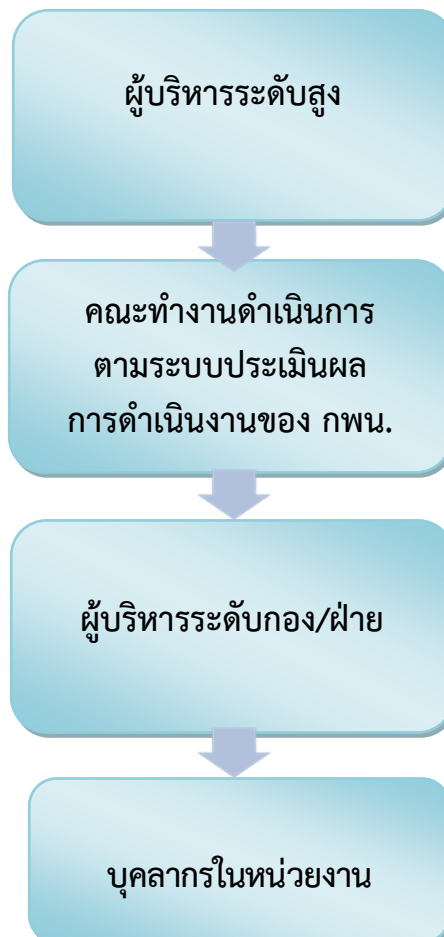 ผู้บริหารระดับสูง
คณะทำงานดำเนินการ
ตามระบบประเมินผล
การดำเนินงานของ กพน.
ผู้บริหารระดับกอง/ฝ่าย
บุคลากรในหน่วยงาน